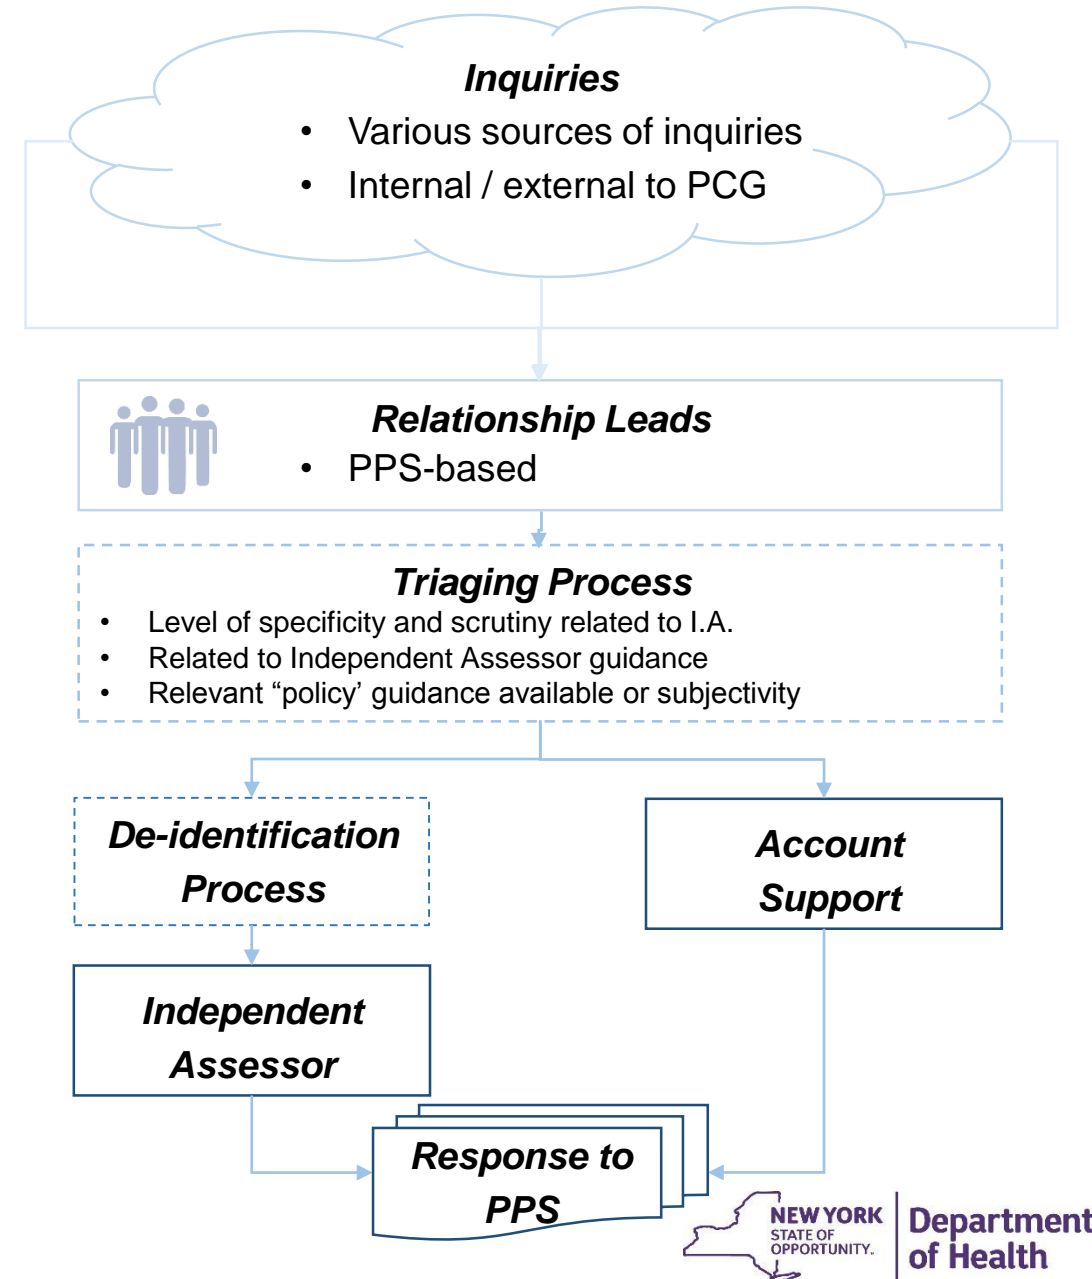 Inquiries
• Various sources of inquiries
• Internal / external to PCG
Relationship Leads
• PPS-based
Triaging Process
• Level of specificity and scrutiny related to I.A.
• Related to Independent Assessor guidance
• Relevant “policy’ guidance available or subjectivity
De-identification
Process
Account
Support
Independent
Assessor
Response to
PPS
NEW YORK
STATE OF
OPPORTUNITY.
Department
of Health